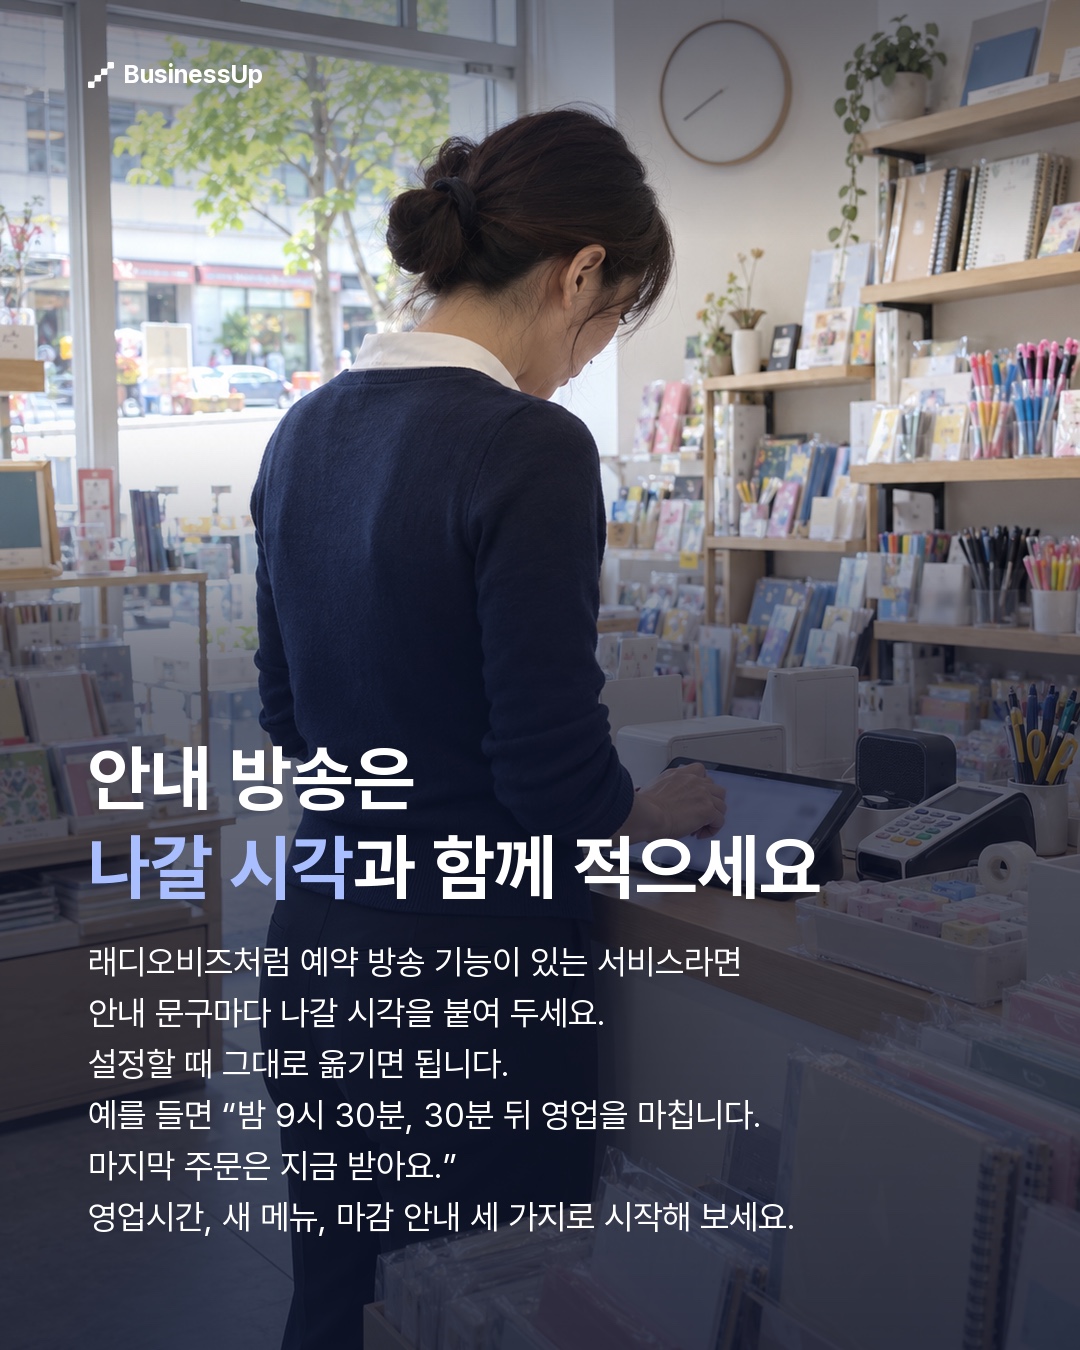 BusinessUp
안내 방송은
나갈 시각과 함께 적으세요
래디오비즈처럼 예약 방송 기능이 있는 서비스라면
안내 문구마다 나갈 시각을 붙여 두세요.
설정할 때 그대로 옮기면 됩니다.
예를 들면 “밤 9시 30분, 30분 뒤 영업을 마칩니다.
마지막 주문은 지금 받아요.”
영업시간, 새 메뉴, 마감 안내 세 가지로 시작해 보세요.